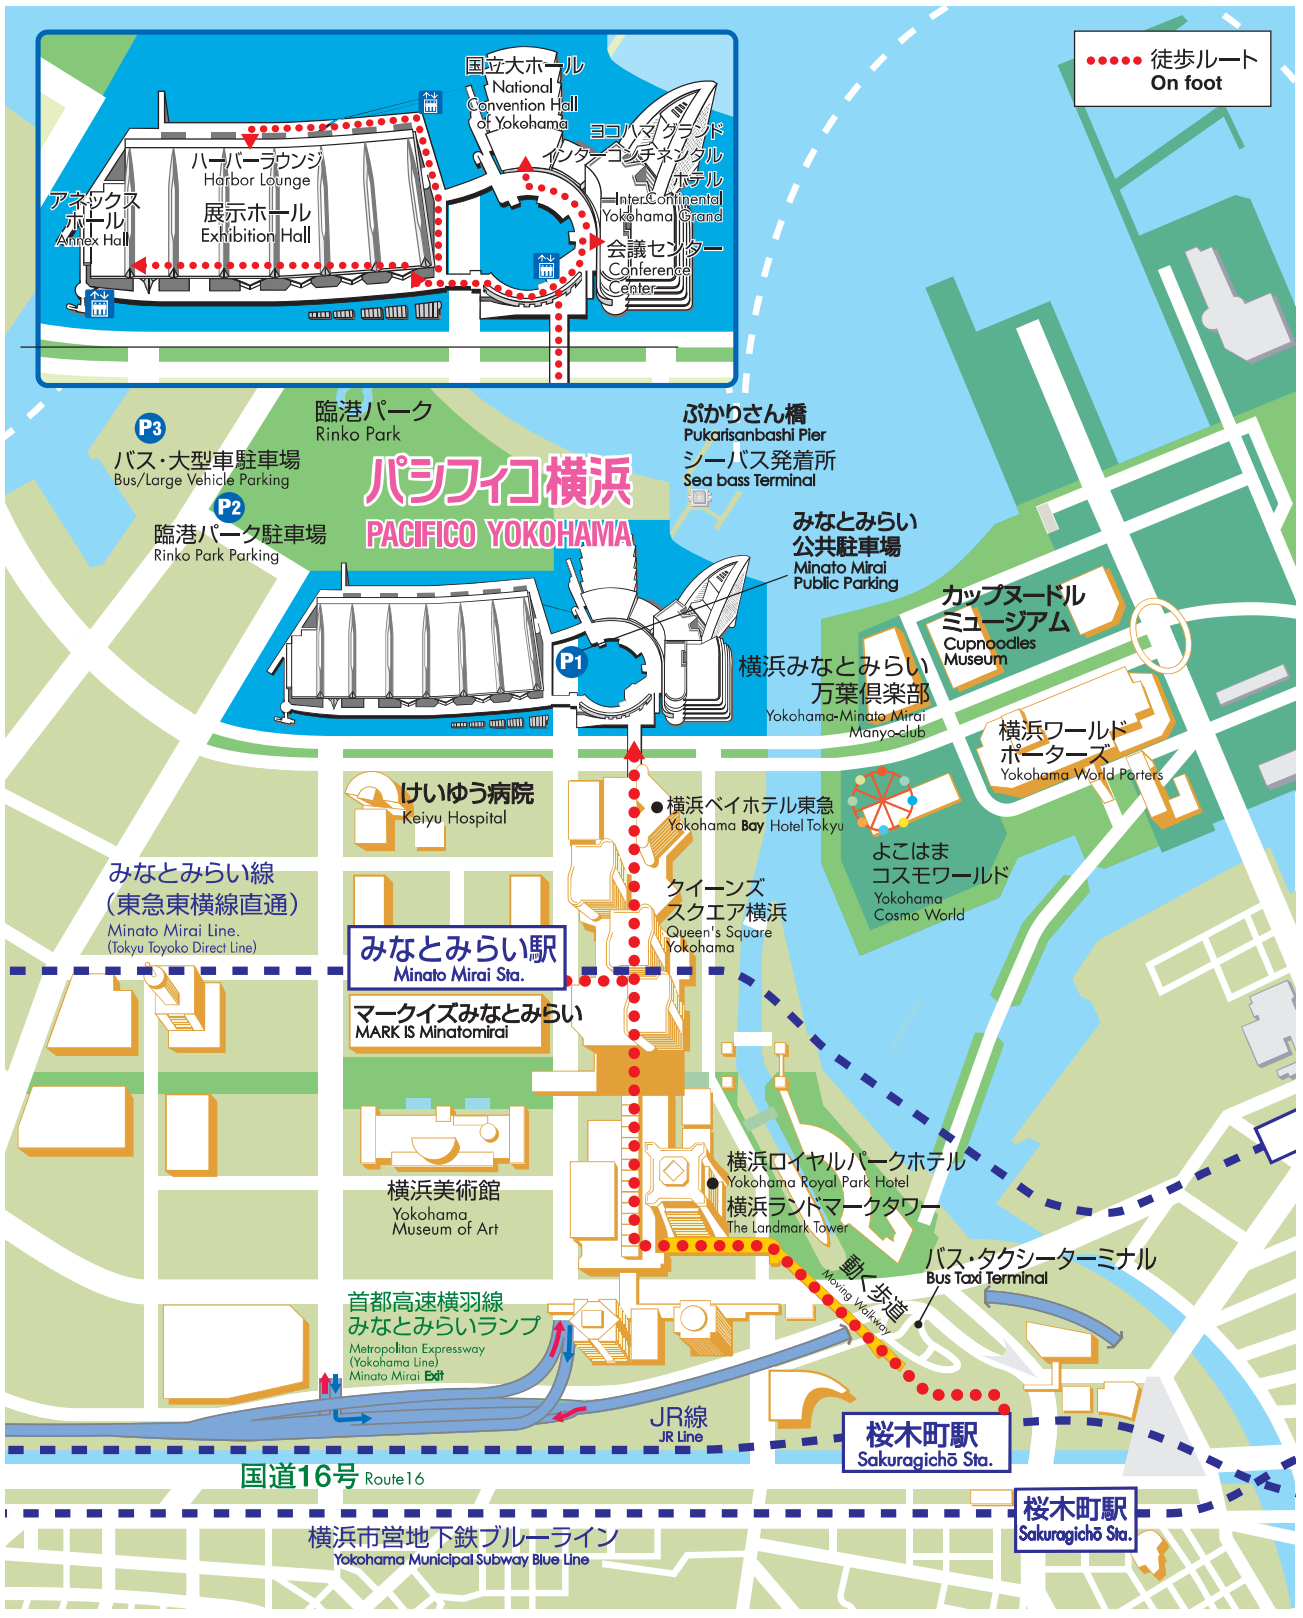 徒歩ルート
On foot
国立大ホール
National
Convention Hall
of Yokohama
ヨコハマ グランド
インターコンチネンタル
ホテル
InterContinental
Yokohama Grand
ハーバーラウンジ
Harbor Lounge
アネックス
ホール
Annex Hall
展示ホール
Exhibition Hall
会議センター
Conference
Center
臨港パーク
Rinko Park
P3
バス・大型車駐車場
Bus/Large Vehicle Parking
P2
臨港パーク駐車場
Rinko Park Parking
パシフィコ横浜
PACIFICO YOKOHAMA
ぷかりさん橋
Pukarisanbashi Pier
シーバス発着所
Sea bass Terminal
みなとみらい
公共駐車場
Minato Mirai
Public Parking
P1
カップヌードル
ミュージアム
Cupnoodles
Museum
横浜みなとみらい
万葉倶楽部
Yokohama-Minato Mirai
Manyo-club
横浜ワールド
ポーターズ
Yokohama World Porters
けいゆう病院
Keiyu Hospital
横浜ベイホテル東急
Yokohama Bay Hotel Tokyu
よこはま
コスモワールド
Yokohama
Cosmo World
みなとみらい線
（東急東横線直通）
Minato Mirai Line.
(Tokyu Toyoko Direct Line)
クイーンズ
スクエア横浜
Queen's Square
Yokohama
みなとみらい駅
Minato Mirai Sta.
マークイズみなとみらい
MARK IS Minatomirai
横浜美術館
Yokohama
Museum of Art
横浜ロイヤルパークホテル
Yokohama Royal Park Hotel
横浜ランドマークタワー
The Landmark Tower
動く歩道
Moving Walkway
バス・タクシーターミナル
Bus Taxi Terminal
首都高速横羽線
みなとみらいランプ
Metropolitan Expressway
(Yokohama Line)
Minato Mirai Exit
JR線
JR Line
桜木町駅
Sakuragichō Sta.
国道16号 Route16
桜木町駅
Sakuragichō Sta.
横浜市営地下鉄ブルーライン
Yokohama Municipal Subway Blue Line